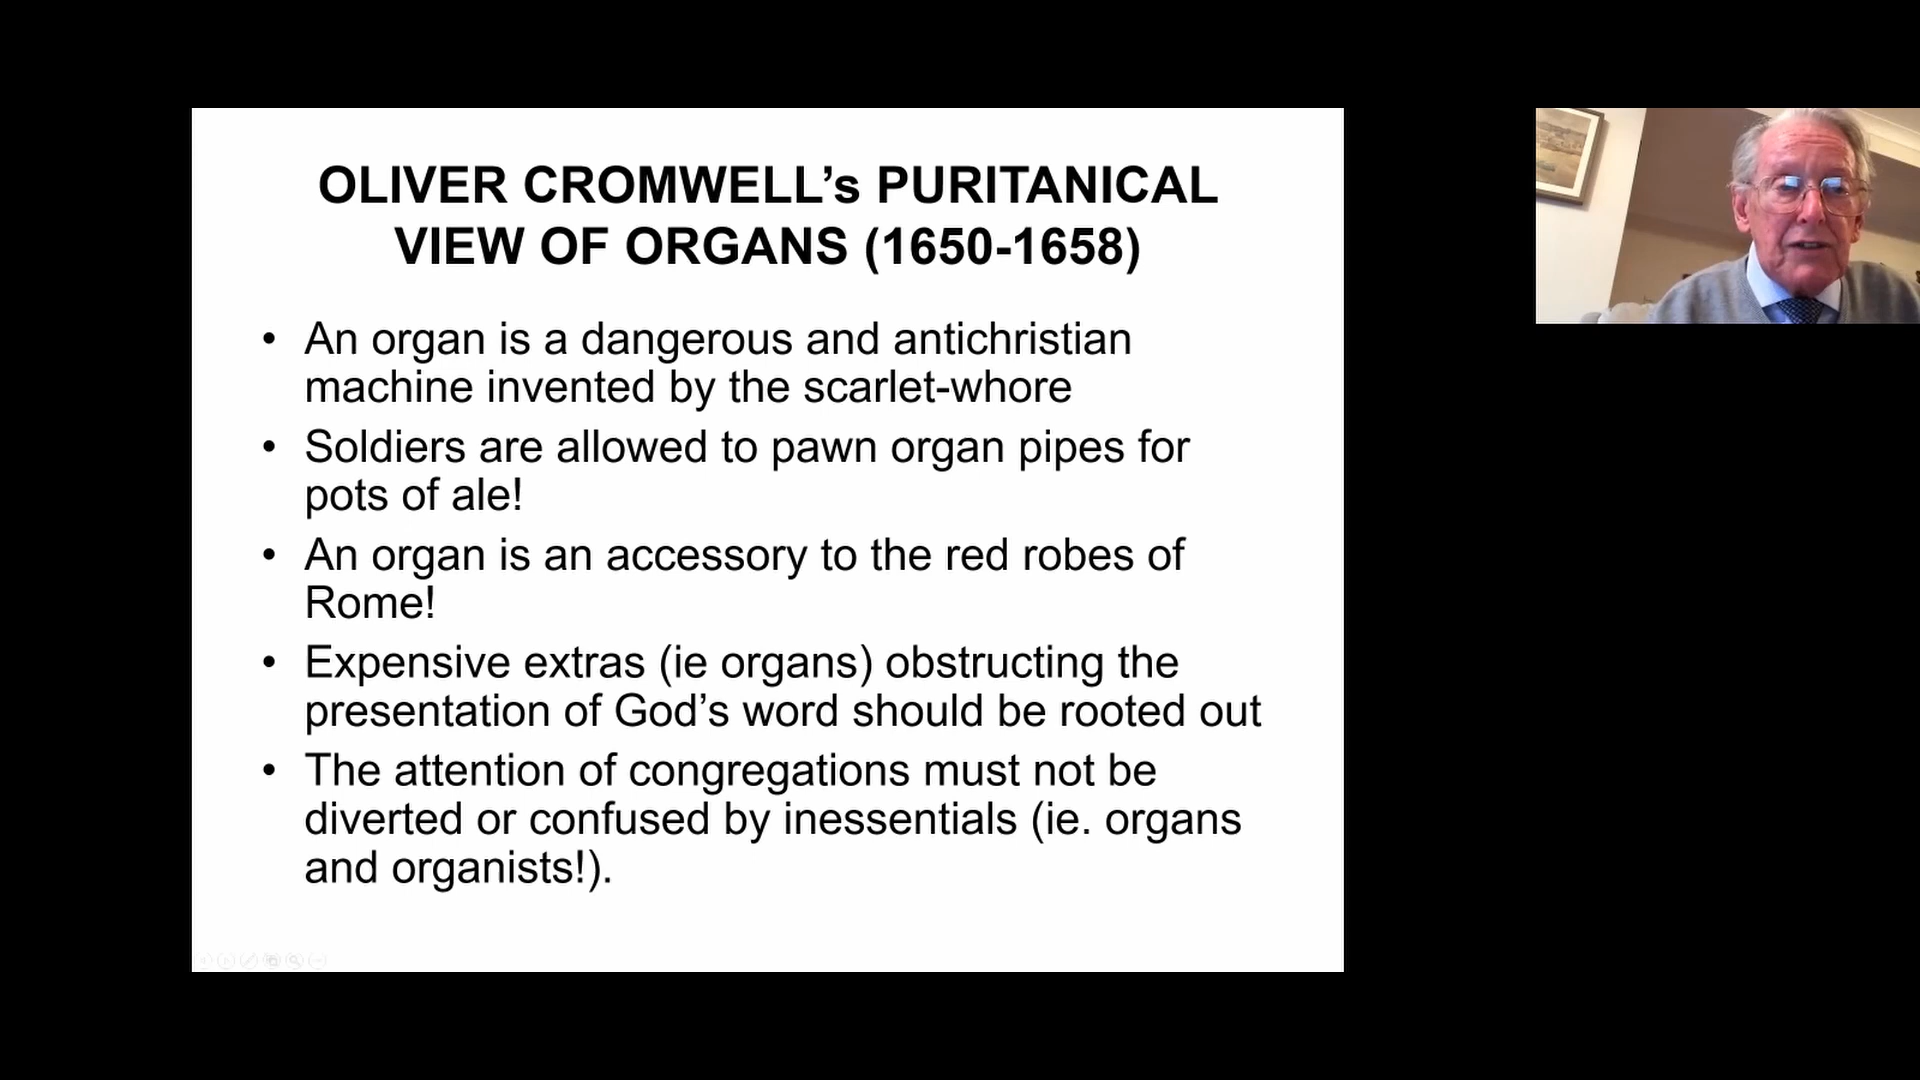 OLIVER CROMWELL’s PURITANICAL
VIEW OF ORGANS (1650-1658)
• An organ is a dangerous and antichristian
machine invented by the scarlet-whore
• Soldiers are allowed to pawn organ pipes for
pots of ale!
• An organ is an accessory to the red robes of
Rome!
• Expensive extras (ie organs) obstructing the
presentation of God’s word should be rooted out
• The attention of congregations must not be
diverted or confused by inessentials (ie. organs
and organists!).